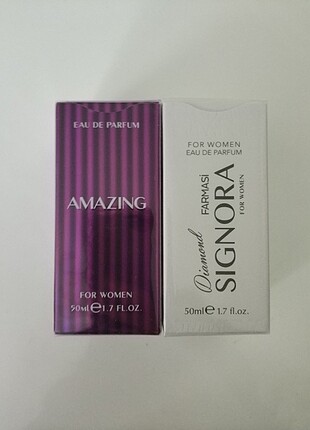 EAU DE PARFUM
AMAZING
FOR WOMEN
50ml e 1.7 FL.OZ.
FOR WOMEN
EAU DE PARFUM
Diamond
FARMASİ
SIGNORA
FOR WOMEN
50ml e 1.7 fl.oz.